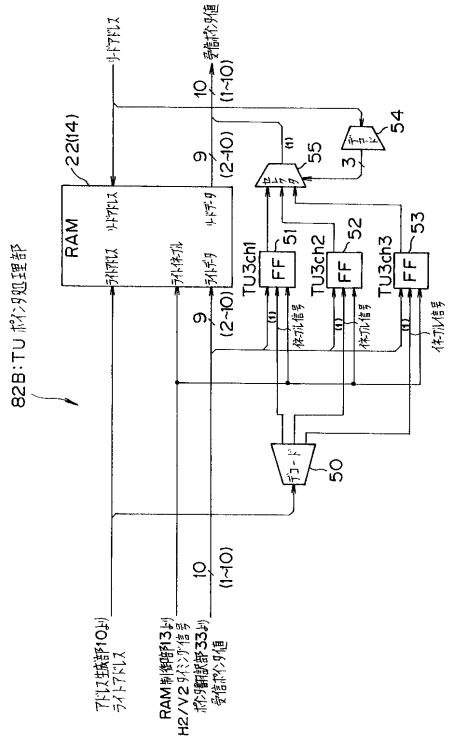 82B:TU ポインタ処理部
22(14)
RAM
ライトアドレス
リードアドレス
ライトイネーブル
ライトデータ
リードデータ
リードアドレス
アドレス生成部10より
ライトアドレス
RAM制御部13より
H2/V2タイミング信号
ポインタ翻訳部33より
受信ポインタ値
10
(1~10)
9
(2~10)
9
(2~10)
10
(1~10)
受信ポインタ値
(1)
デコード
50
TU3ch1
FF
51
(1)
イネーブル信号
TU3ch2
FF
52
(1)
イネーブル信号
TU3ch3
FF
53
(1)
イネーブル信号
セレクタ
55
3
デコード
54